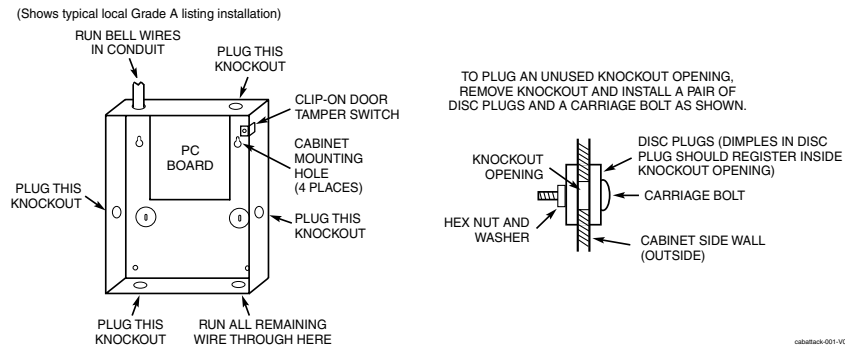 (Shows typical local Grade A listing installation)
RUN BELL WIRES
IN CONDUIT
PLUG THIS
KNOCKOUT
CLIP-ON DOOR
TAMPER SWITCH
CABINET
MOUNTING
HOLE
(4 PLACES)
PC
BOARD
PLUG THIS
KNOCKOUT
PLUG THIS
KNOCKOUT
PLUG THIS
KNOCKOUT
RUN ALL REMAINING
WIRE THROUGH HERE
TO PLUG AN UNUSED KNOCKOUT OPENING,
REMOVE KNOCKOUT AND INSTALL A PAIR OF
DISC PLUGS AND A CARRIAGE BOLT AS SHOWN.
KNOCKOUT
OPENING
DISC PLUGS (DIMPLES IN DISC
PLUG SHOULD REGISTER INSIDE
KNOCKOUT OPENING)
CARRIAGE BOLT
HEX NUT AND
WASHER
CABINET SIDE WALL
(OUTSIDE)
cabattack-001-V0